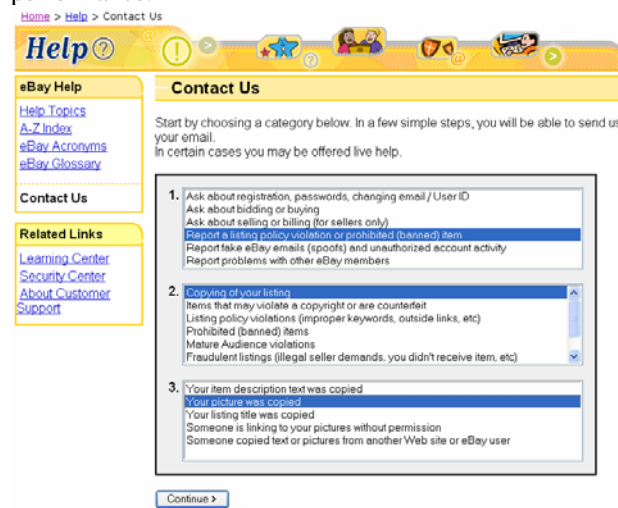 Home > Help > Contact Us
Help
eBay Help
Help Topics
A-Z Index
eBay Acronyms
eBay Glossary
Contact Us
Related Links
Learning Center
Security Center
About Customer
Support
Contact Us
Start by choosing a category below. In a few simple steps, you will be able to send us
your email.
In certain cases you may be offered live help.
1. Ask about registration, passwords, changing email / User ID
Ask about bidding or buying
Ask about selling or billing (for sellers only)
Report a listing policy violation or prohibited (banned) item
Report fake eBay emails (spoofs) and unauthorized account activity
Report problems with other eBay members
2. Copying of your listing
Items that may violate a copyright or are counterfeit
Listing policy violations (improper keywords, outside links, etc)
Prohibited (banned) items
Mature Audience violations
Fraudulent listings (illegal seller demands, you didn't receive item, etc)
3. Your item description text was copied
Your picture was copied
Your listing title was copied
Someone is linking to your pictures without permission
Someone copied text or pictures from another Web site or eBay user
Continue >